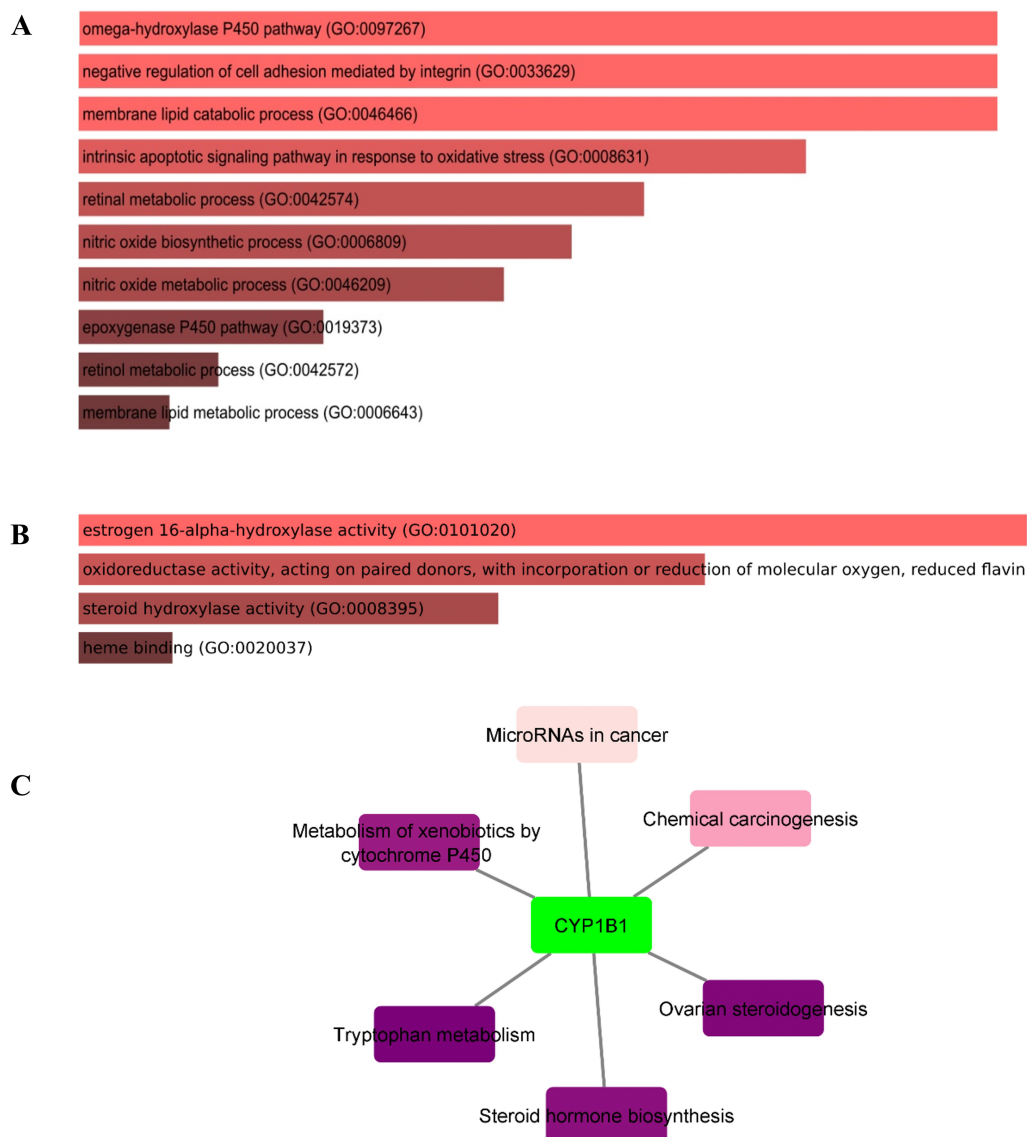 A
omega-hydroxylase P450 pathway (GO:0097267)
negative regulation of cell adhesion mediated by integrin (GO:0033629)
membrane lipid catabolic process (GO:0046466)
intrinsic apoptotic signaling pathway in response to oxidative stress (GO:0008631)
retinal metabolic process (GO:0042574)
nitric oxide biosynthetic process (GO:0006809)
nitric oxide metabolic process (GO:0046209)
epoxygenase P450 pathway (GO:0019373)
retinol metabolic process (GO:0042572)
membrane lipid metabolic process (GO:0006643)
B
estrogen 16-alpha-hydroxylase activity (GO:0101020)
oxidoreductase activity, acting on paired donors, with incorporation or reduction of molecular oxygen, reduced flavin
steroid hydroxylase activity (GO:0008395)
heme binding (GO:0020037)
C
MicroRNAs in cancer
Chemical carcinogenesis
Metabolism of xenobiotics by
cytochrome P450
CYP1B1
Ovarian steroidogenesis
Tryptophan metabolism
Steroid hormone biosynthesis